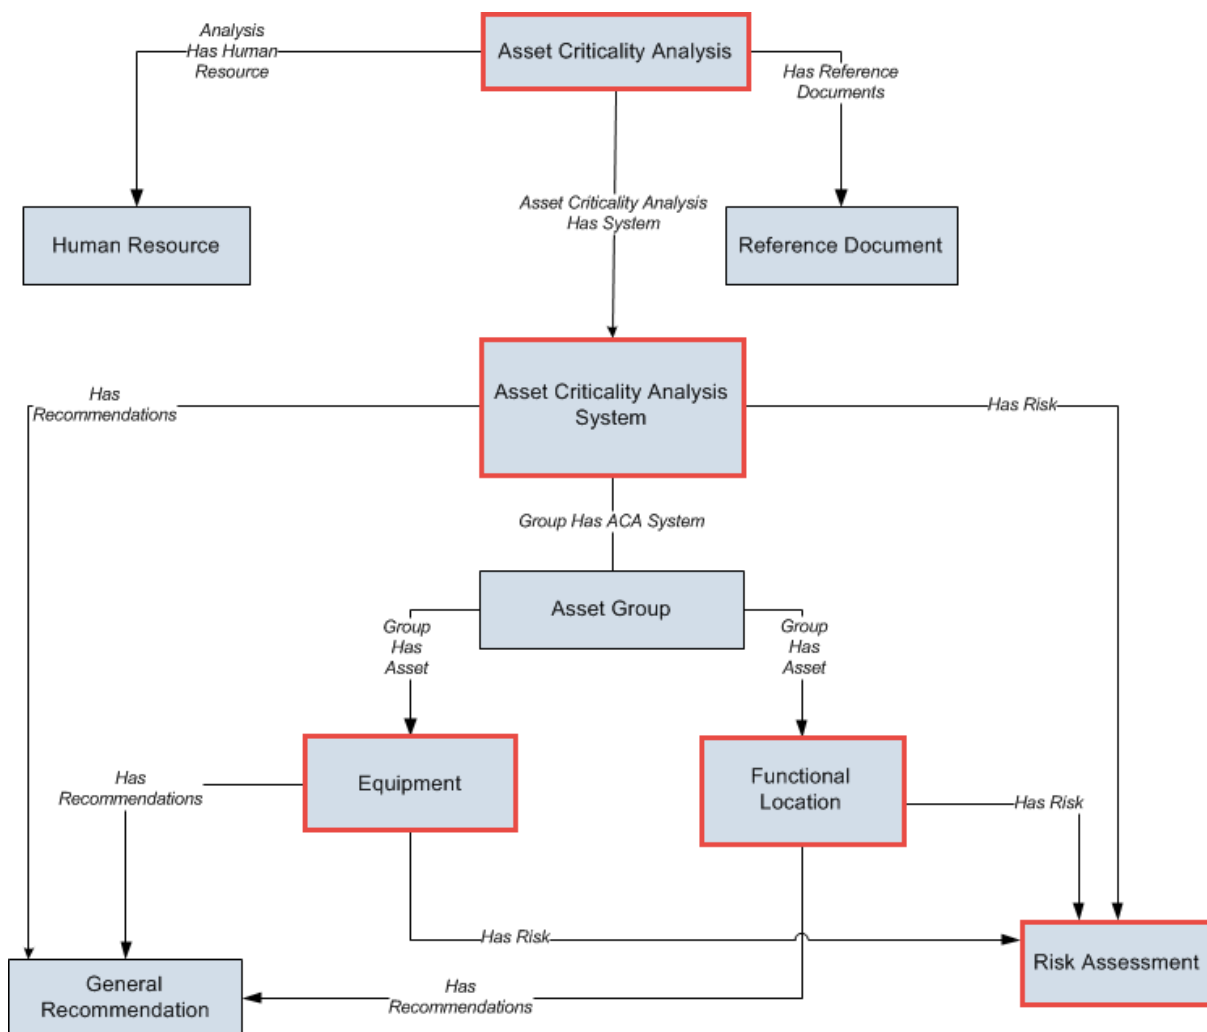 Analysis
Has Human
Resource
Asset Criticality Analysis
Has Reference
Documents
Human Resource
Asset Criticality Analysis
Has System
Reference Document
Has
Recommendations
Asset Criticality Analysis
System
Has Risk
Group Has ACA System
Asset Group
Group
Has
Asset
Group
Has
Asset
Has
Recommendations
Equipment
Functional
Location
Has Risk
Has Risk
General
Recommendation
Has
Recommendations
Risk Assessment